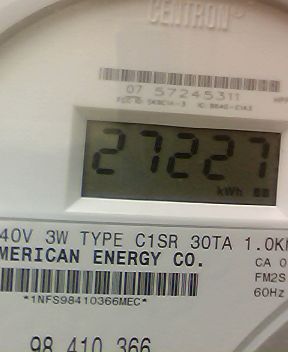 CENTRON®
07 57245311
27227
kWh
40V 3W TYPE C1SR 30TA 1.0K
MERICAN ENERGY CO.
CA 0
FM2S
*1NFS98410366MEC*
60Hz
98 410 366